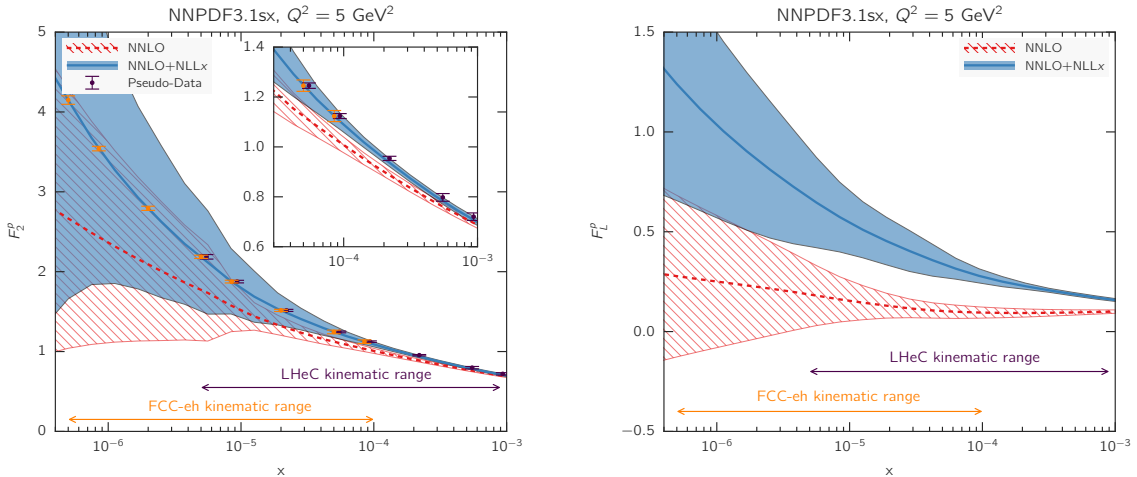 NNPDF3.1sx, Q² = 5 GeV²
NNLO
NNLO+NLLx
Pseudo-Data
F₂ᵖ
5
4
3
2
1
0
1.4
1.2
1.0
0.8
0.6
10⁻⁴
10⁻³
LHeC kinematic range
FCC-eh kinematic range
10⁻⁶
10⁻⁵
10⁻⁴
10⁻³
x
NNPDF3.1sx, Q² = 5 GeV²
NNLO
NNLO+NLLx
F_Lᵖ
1.5
1.0
0.5
0.0
−0.5
LHeC kinematic range
FCC-eh kinematic range
10⁻⁶
10⁻⁵
10⁻⁴
10⁻³
x